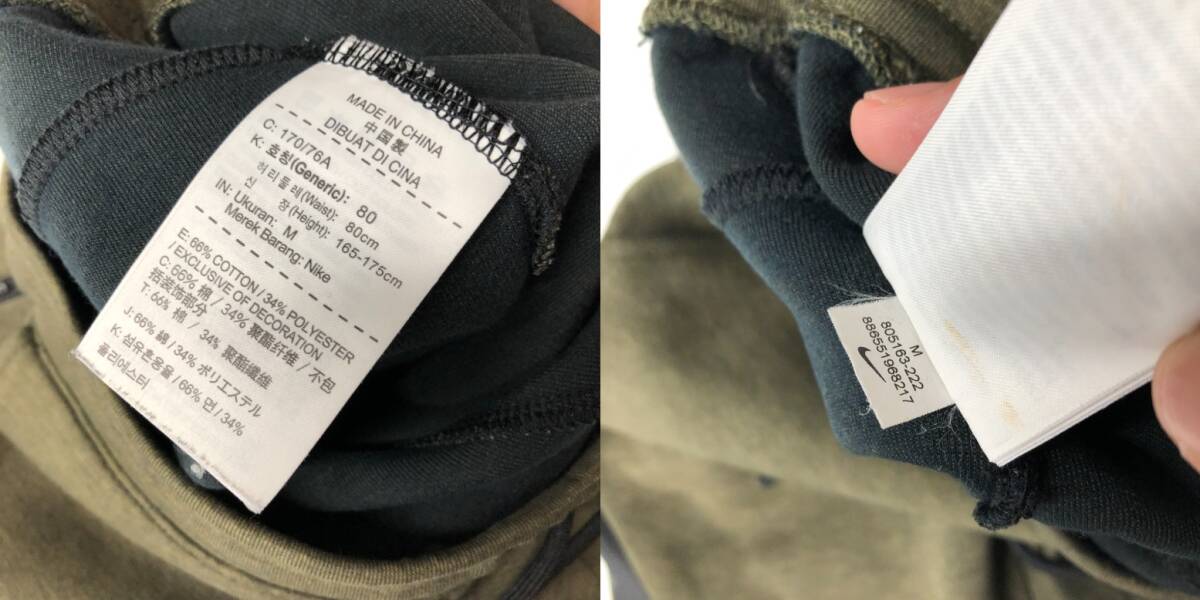 MADE IN CHINA
中国製
DIBUAT DI CINA
C: 170/76A
K: 호칭(Generic): 80
허리둘레(Waist): 80cm
신 장(Height): 165-175cm
IN: Ukuran: M
Merek Barang: Nike
E: 66% COTTON / 34% POLYESTER
/ EXCLUSIVE OF DECORATION
C: 66% 棉 / 34% 聚酯纤维 / 不包
括装饰部分
T: 66% 棉 / 34% 聚酯纖維
J: 66% 綿 / 34% ポリエステル
K: 섬유혼용율 / 66% 면 / 34%
폴리에스터
M
805163-222
886551968217